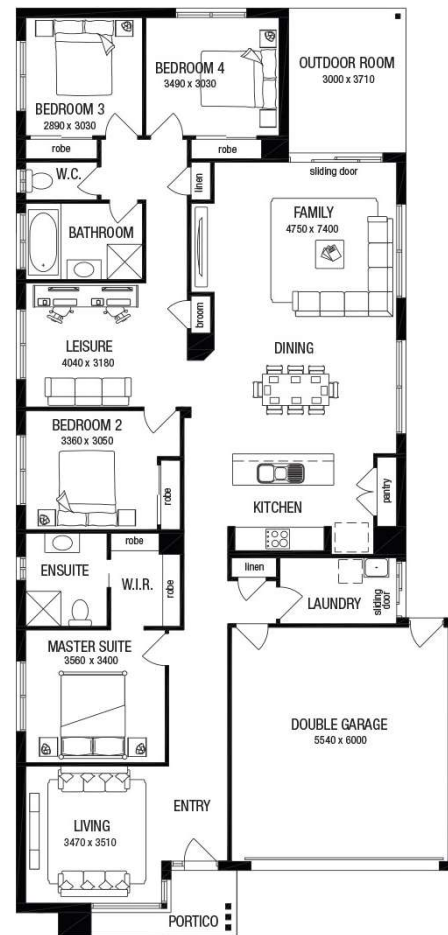 BEDROOM 3
2890 x 3030
BEDROOM 4
3490 x 3030
OUTDOOR ROOM
3000 x 3710
robe
robe
sliding door
W.C.
linen
BATHROOM
FAMILY
4750 x 7400
broom
LEISURE
4040 x 3180
DINING
BEDROOM 2
3360 x 3050
robe
KITCHEN
pantry
ENSUITE
robe
W.I.R.
robe
linen
LAUNDRY
sliding
door
MASTER SUITE
3560 x 3400
DOUBLE GARAGE
5540 x 6000
LIVING
3470 x 3510
ENTRY
PORTICO